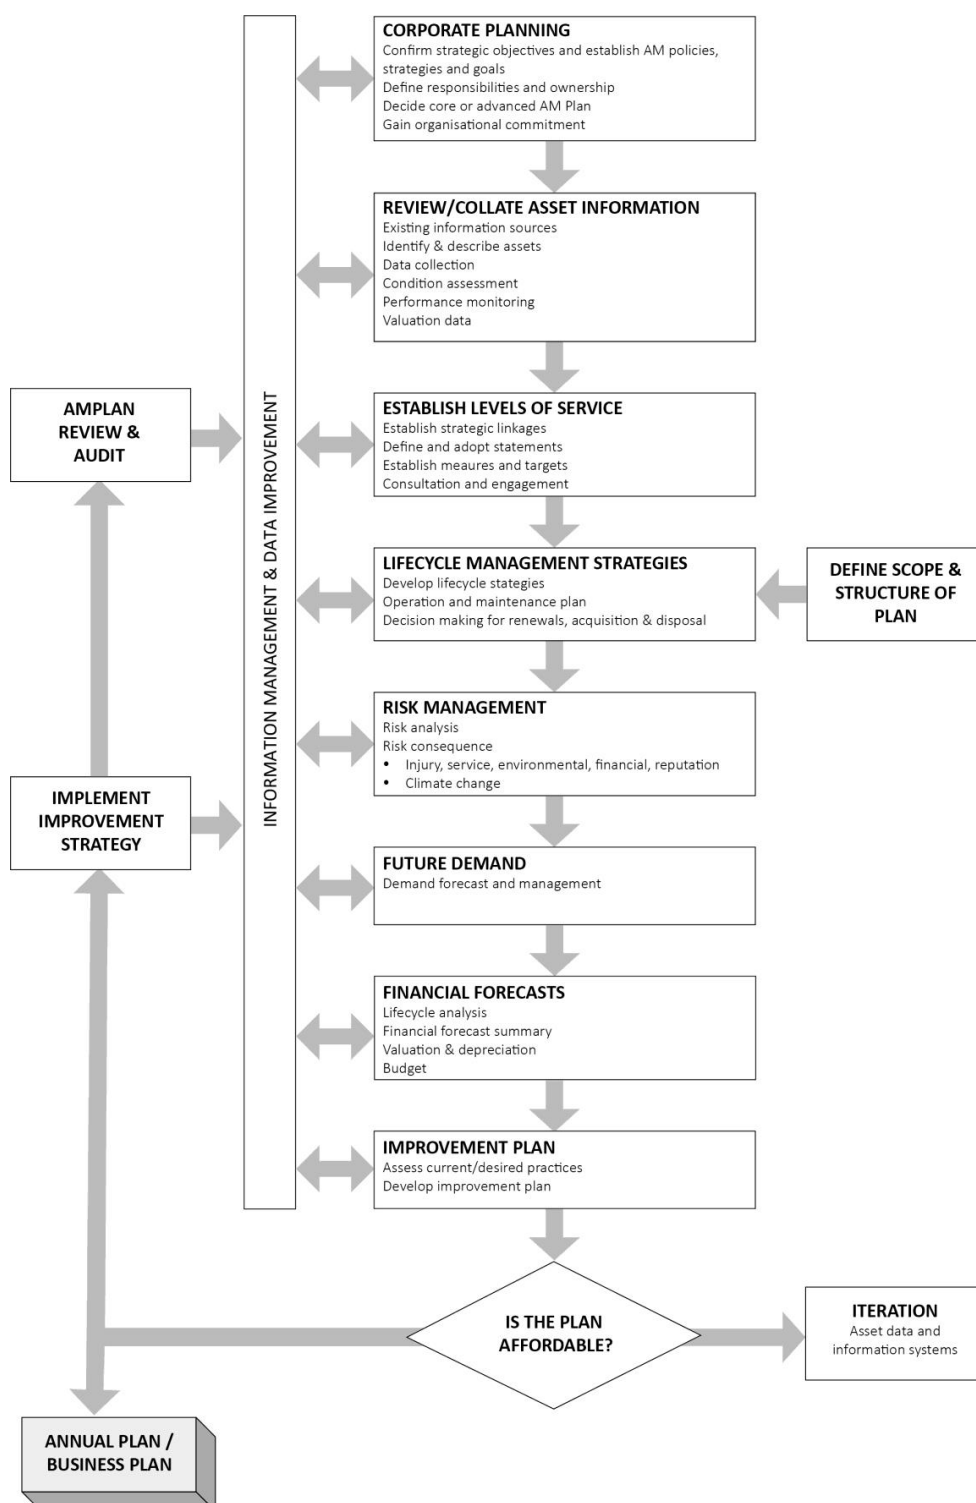 CORPORATE PLANNING
Confirm strategic objectives and establish AM policies,
strategies and goals
Define responsibilities and ownership
Decide core or advanced AM Plan
Gain organisational commitment
REVIEW/COLLATE ASSET INFORMATION
Existing information sources
Identify & describe assets
Data collection
Condition assessment
Performance monitoring
Valuation data
AMPLAN
REVIEW &
AUDIT
INFORMATION MANAGEMENT & DATA IMPROVEMENT
ESTABLISH LEVELS OF SERVICE
Establish strategic linkages
Define and adopt statements
Establish meaures and targets
Consultation and engagement
LIFECYCLE MANAGEMENT STRATEGIES
Develop lifecycle stategies
Operation and maintenance plan
Decision making for renewals, acquisition & disposal
DEFINE SCOPE &
STRUCTURE OF
PLAN
RISK MANAGEMENT
Risk analysis
Risk consequence
• Injury, service, environmental, financial, reputation
• Climate change
IMPLEMENT
IMPROVEMENT
STRATEGY
FUTURE DEMAND
Demand forecast and management
FINANCIAL FORECASTS
Lifecycle analysis
Financial forecast summary
Valuation & depreciation
Budget
IMPROVEMENT PLAN
Assess current/desired practices
Develop improvement plan
IS THE PLAN
AFFORDABLE?
ITERATION
Asset data and
information systems
ANNUAL PLAN /
BUSINESS PLAN